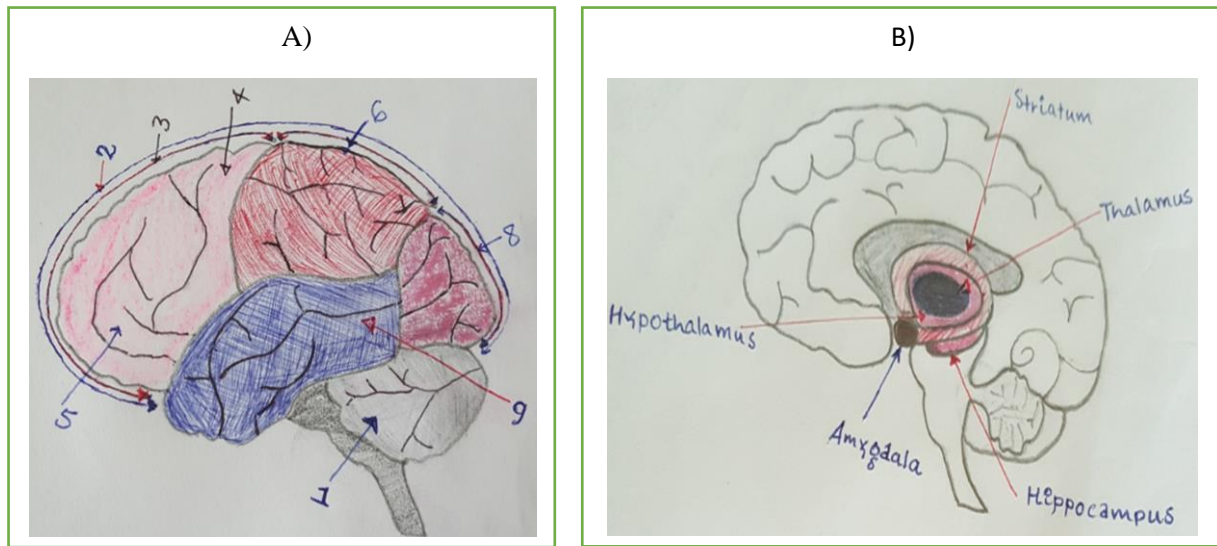 A)
B)
2
3
4
6
8
5
9
1
Striatum
Thalamus
Hypothalamus
Amygdala
Hippocampus